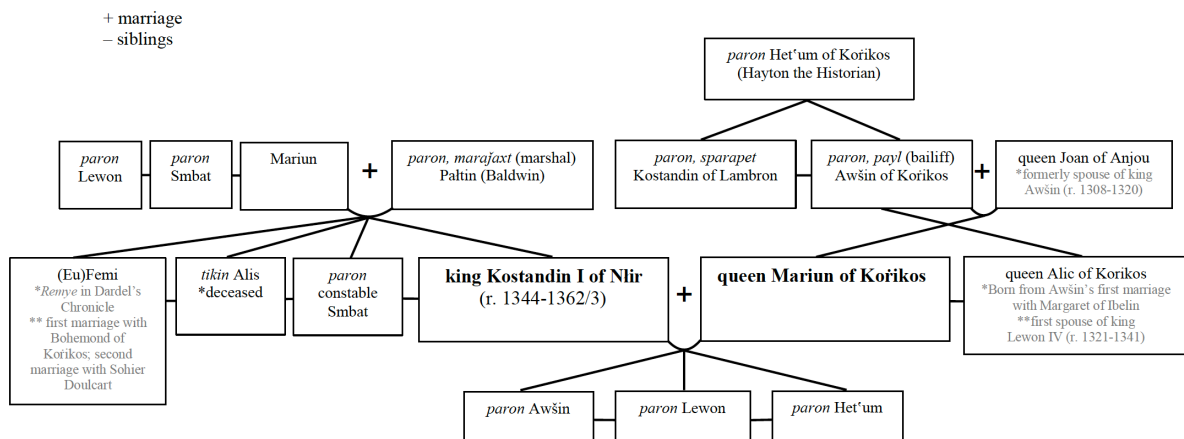 + marriage
– siblings
paron Hetʻum of Koṙikos
(Hayton the Historian)
paron
Lewon
paron
Smbat
Mariun
+
paron, maraǰaxt (marshal)
Pałtin (Baldwin)
paron, sparapet
Kostandin of Lambron
paron, payl (bailiff)
Awšin of Koṙikos
+
queen Joan of Anjou
*formerly spouse of king
Awšin (r. 1308-1320)
(Eu)Femi
*Remye in Dardel’s
Chronicle
** first marriage with
Bohemond of
Koṙikos; second
marriage with Sohier
Doulcart
tikin Alis
*deceased
paron
constable
Smbat
king Kostandin I of Nłir
(r. 1344-1362/3)
+
queen Mariun of Koṙikos
queen Alic of Korikos
*Born from Awšin’s first marriage
with Margaret of Ibelin
**first spouse of king
Lewon IV (r. 1321-1341)
paron Awšin
paron Lewon
paron Hetʻum